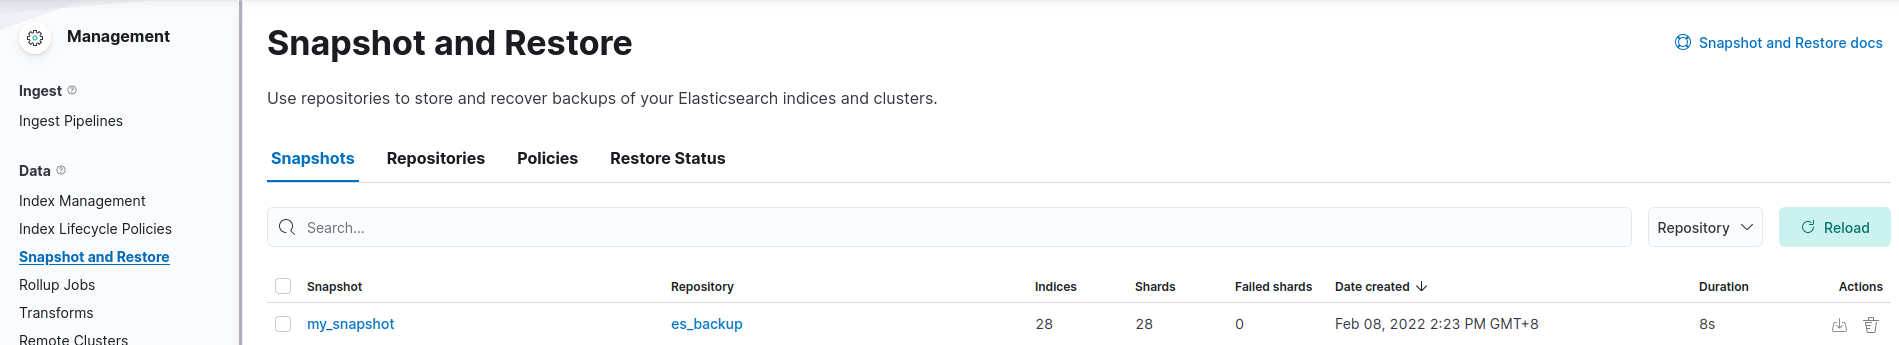 Management
Ingest
Ingest Pipelines
Data
Index Management
Index Lifecycle Policies
Snapshot and Restore
Rollup Jobs
Transforms
Remote Clusters
Snapshot and Restore
Snapshot and Restore docs
Use repositories to store and recover backups of your Elasticsearch indices and clusters.
Snapshots Repositories Policies Restore Status
Search... Repository Reload
Snapshot Repository Indices Shards Failed shards Date created Duration Actions
my_snapshot es_backup 28 28 0 Feb 08, 2022 2:23 PM GMT+8 8s